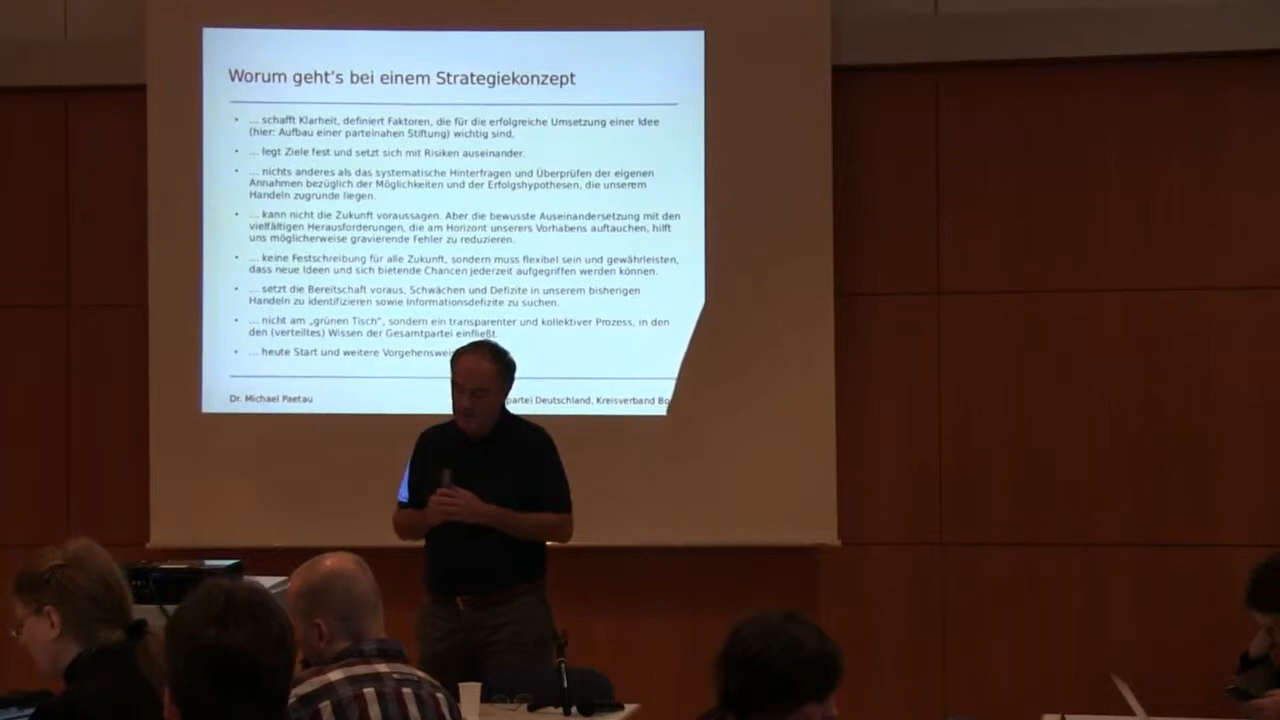 Worum geht's bei einem Strategiekonzept
• ... schafft Klarheit, definiert Faktoren, die für die erfolgreiche Umsetzung einer Idee
(hier: Aufbau einer parteinahen Stiftung) wichtig sind.
• ... legt Ziele fest und setzt sich mit Risiken auseinander.
• ... nichts anderes als das systematische Hinterfragen und Überprüfen der eigenen
Annahmen bezüglich der Möglichkeiten und der Erfolgshypothesen, die unserem
Handeln zugrunde liegen.
• ... kann nicht die Zukunft voraussagen. Aber die bewusste Auseinandersetzung mit den
vielfältigen Herausforderungen, die am Horizont unserers Vorhabens auftauchen, hilft
uns möglicherweise gravierende Fehler zu reduzieren.
• ... keine Festschreibung für alle Zukunft, sondern muss flexibel sein und gewährleisten,
dass neue Ideen und sich bietende Chancen jederzeit aufgegriffen werden können.
• ... setzt die Bereitschaft voraus, Schwächen und Defizite in unserem bisherigen
Handeln zu identifizieren sowie Informationsdefizite zu suchen.
• ... nicht am „grünen Tisch“, sondern ein transparenter und kollektiver Prozess, in den
den (verteiltes) Wissen der Gesamtpartei einfließt.
• ... heute Start und weitere Vorgehenswei
Dr. Michael Paetau
partei Deutschland, Kreisverband Bo